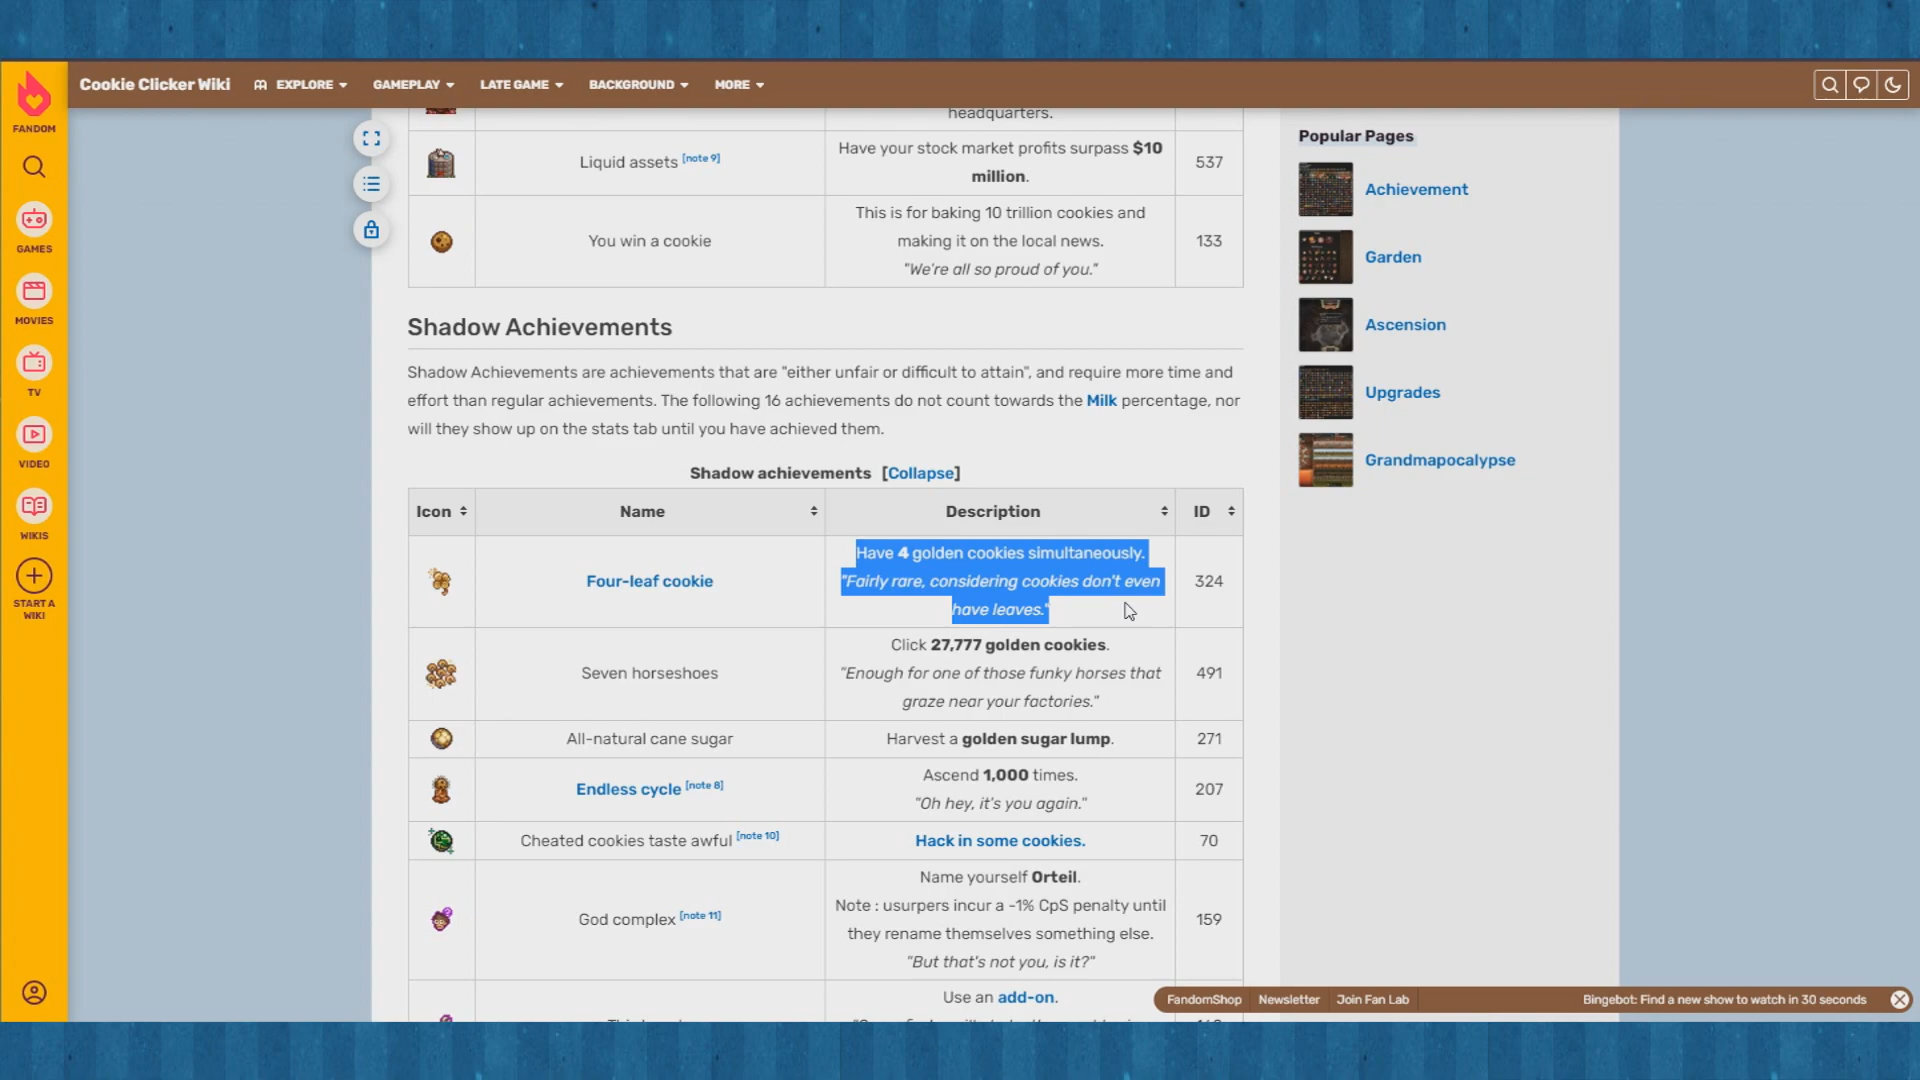 Cookie Clicker Wiki
EXPLORE
GAMEPLAY
LATE GAME
BACKGROUND
MORE
FANDOM
GAMES
MOVIES
TV
VIDEO
WIKIS
START A
WIKI
headquarters.
Liquid assets [note 9]
Have your stock market profits surpass $10
million.
537
You win a cookie
This is for baking 10 trillion cookies and
making it on the local news.
"We're all so proud of you."
133
Shadow Achievements
Shadow Achievements are achievements that are "either unfair or difficult to attain", and require more time and
effort than regular achievements. The following 16 achievements do not count towards the Milk percentage, nor
will they show up on the stats tab until you have achieved them.
Shadow achievements [Collapse]
Icon
Name
Description
ID
Four-leaf cookie
Have 4 golden cookies simultaneously.
"Fairly rare, considering cookies don't even
have leaves."
324
Seven horseshoes
Click 27,777 golden cookies.
"Enough for one of those funky horses that
graze near your factories."
491
All-natural cane sugar
Harvest a golden sugar lump.
271
Endless cycle [note 8]
Ascend 1,000 times.
"Oh hey, it's you again."
207
Cheated cookies taste awful [note 10]
Hack in some cookies.
70
God complex [note 11]
Name yourself Orteil.
Note : usurpers incur a -1% CpS penalty until
they rename themselves something else.
"But that's not you, is it?"
159
Use an add-on.
Popular Pages
Achievement
Garden
Ascension
Upgrades
Grandmapocalypse
FandomShop
Newsletter
Join Fan Lab
Bingebot: Find a new show to watch in 30 seconds